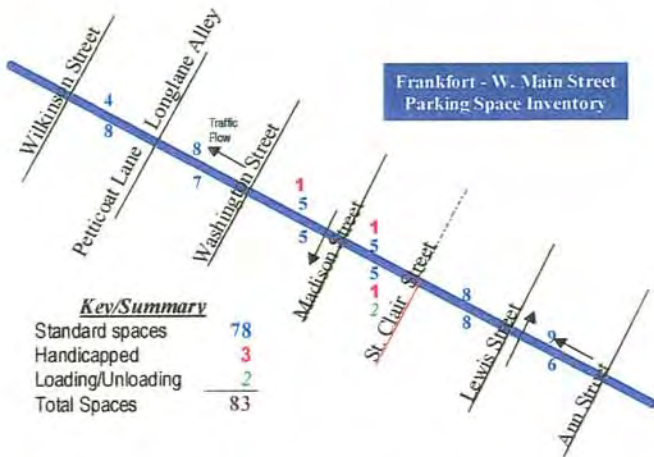 Frankfort - W. Main Street
Parking Space Inventory
Wilkinson Street
4
8
Longlane Alley
Petticoat Lane
Traffic
Flow
8
7
Washington Street
1
5
5
Madison Street
1
5
5
1
2
St. Clair Street
8
8
Lewis Street
9
6
Ann Street
Key/Summary
Standard spaces 78
Handicapped 3
Loading/Unloading 2
Total Spaces 83